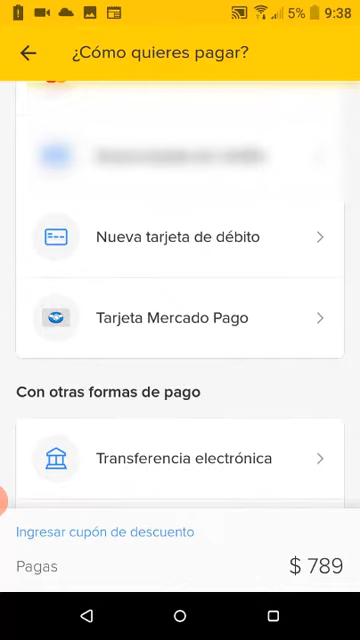 5% 9:38
¿Cómo quieres pagar?
Nueva tarjeta de débito
Tarjeta Mercado Pago
Con otras formas de pago
Transferencia electrónica
Ingresar cupón de descuento
Pagas $ 789